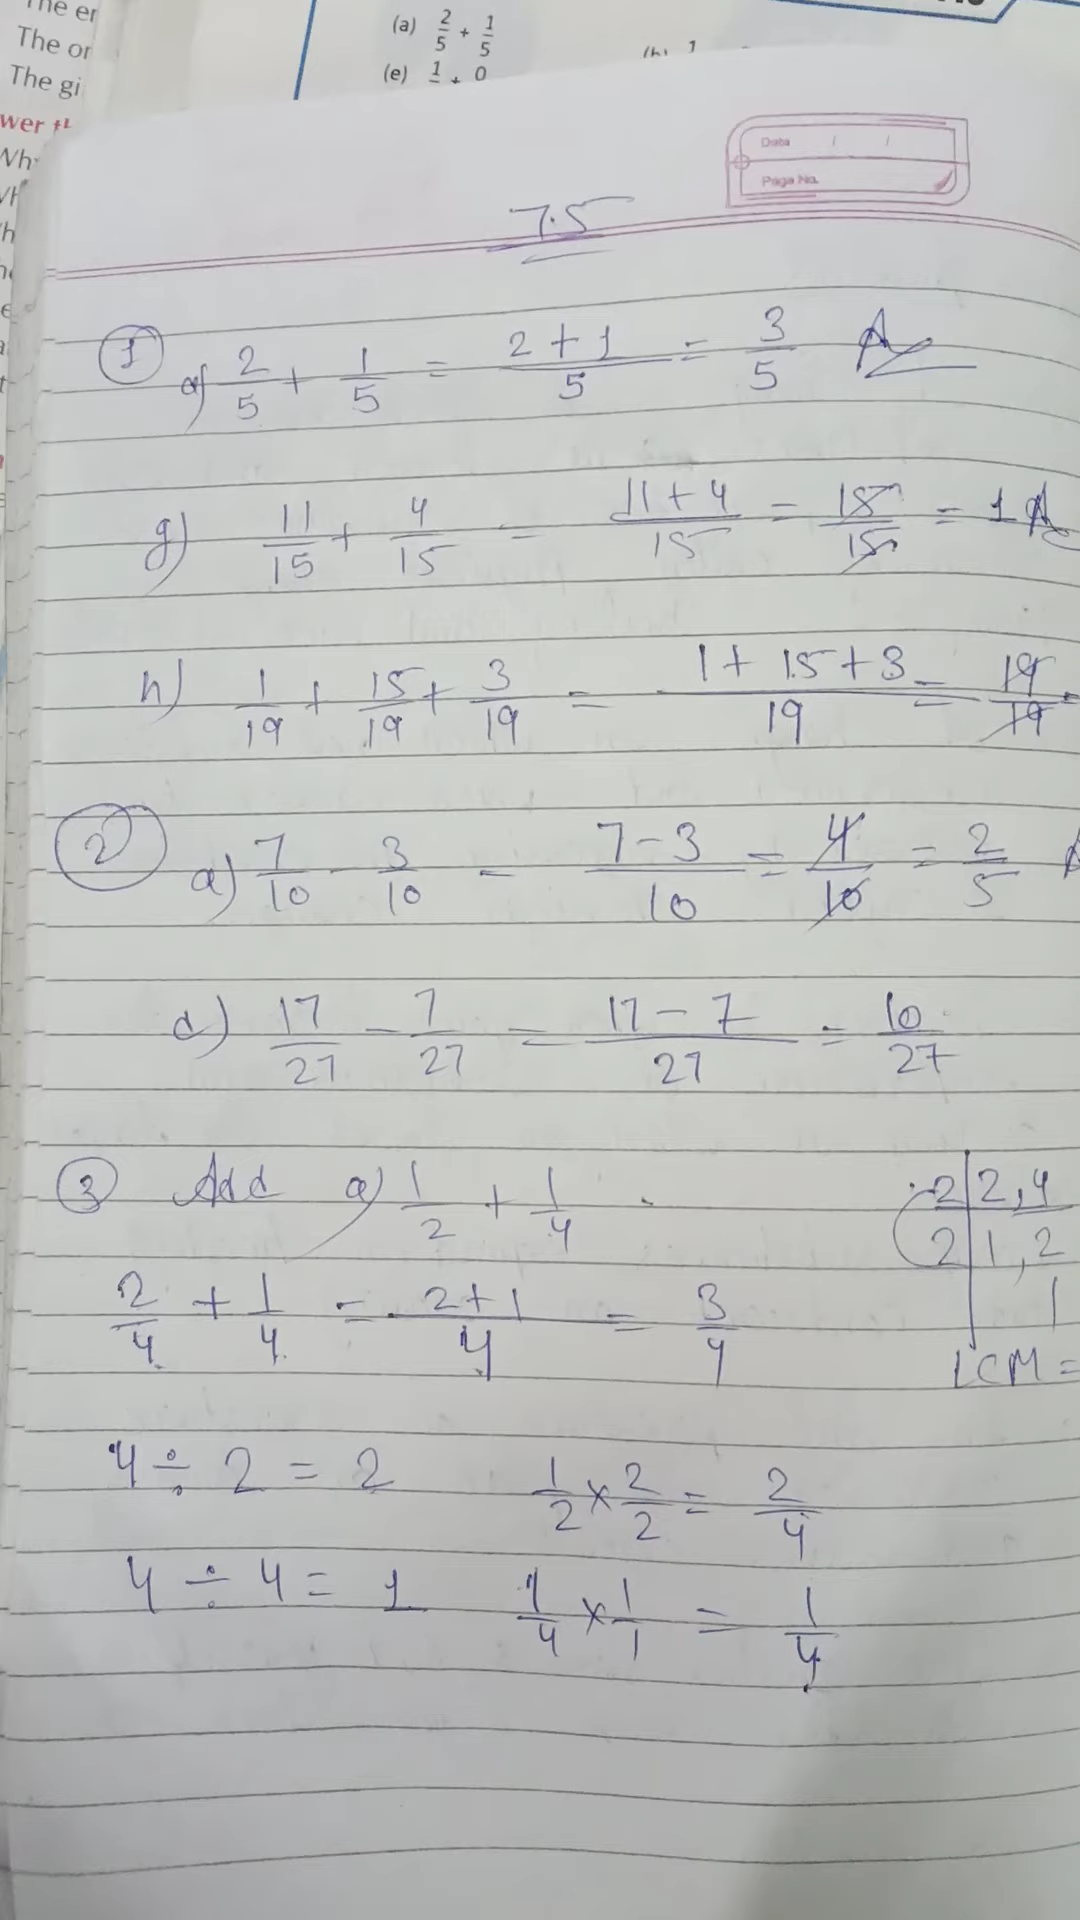 The er
The or
The gi
wer th
(a) 2/5 + 1/5
(e) 1 + 0
Date / /
Page No.
7.5
1 a) 2/5 + 1/5 = 2+1/5 = 3/5 A
g) 11/15 + 4/15 = 11+4/15 = 15/15 = 1 A
h) 1/19 + 15/19 + 3/19 = 1+15+3/19 = 19/19 =
2 a) 7/10 - 3/10 = 7-3/10 = 4/10 = 2/5
d) 17/27 - 7/27 = 17-7/27 = 10/27
3 Add a) 1/2 + 1/4
2 | 2, 4
2 | 1, 2
1
LCM =
2/4 + 1/4 = 2+1/4 = 3/4
4 ÷ 2 = 2 1/2 × 2/2 = 2/4
4 ÷ 4 = 1 1/4 × 1/1 = 1/4